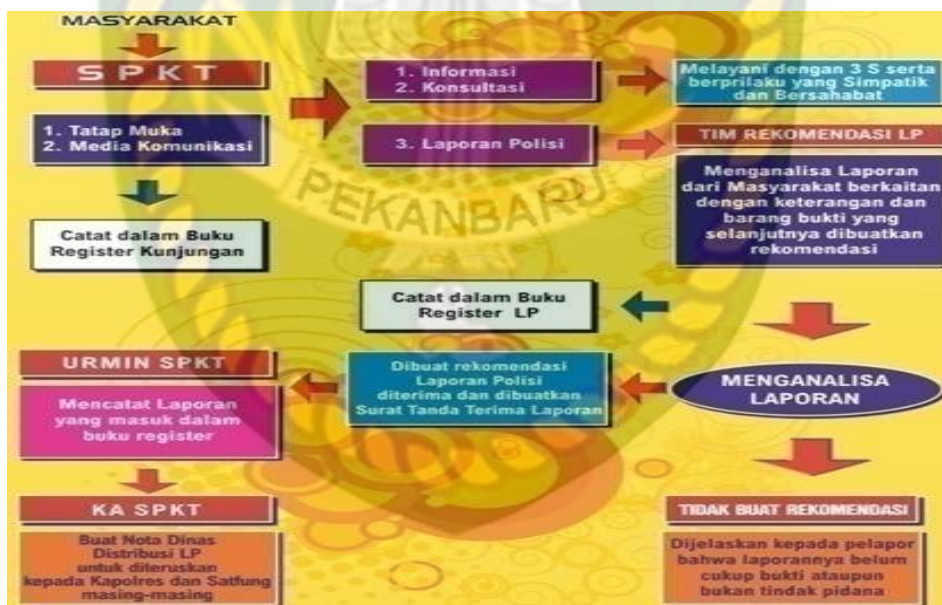 MASYARAKAT
SPKT
1. Tatap Muka
2. Media Komunikasi
Catat dalam Buku
Register Kunjungan
1. Informasi
2. Konsultasi
3. Laporan Polisi
Melayani dengan 3 S serta
berprilaku yang Simpatik
dan Bersahabat
TIM REKOMENDASI LP
Menganalisa Laporan
dari Masyarakat berkaitan
dengan keterangan dan
barang bukti yang
selanjutnya dibuatkan
rekomendasi
PEKANBARU
Catat dalam Buku
Register LP
MENGANALISA
LAPORAN
Dibuat rekomendasi
Laporan Polisi
diterima dan dibuatkan
Surat Tanda Terima Laporan
URMIN SPKT
Mencatat Laporan
yang masuk dalam
buku register
KA SPKT
Buat Nota Dinas
Distribusi LP
untuk diteruskan
kepada Kapolres dan Satfung
masing-masing
TIDAK BUAT REKOMENDASI
Dijelaskan kepada pelapor
bahwa laporannya belum
cukup bukti ataupun
bukan tindak pidana